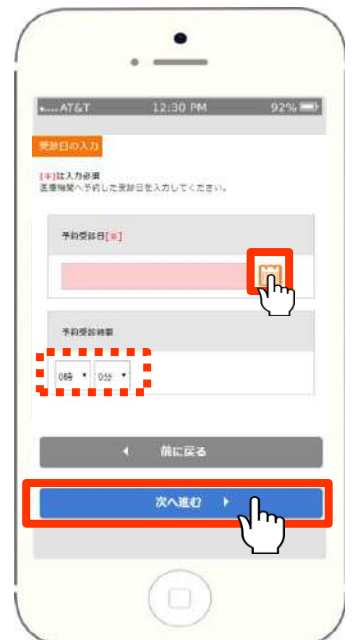 AT&T 12:30 PM 92%
受診日の入力
[※]は入力必須
医療機関へ予約した受診日を入力してください。
予約受診日[※]
予約受診時間
0時 0分
前に戻る
次へ進む